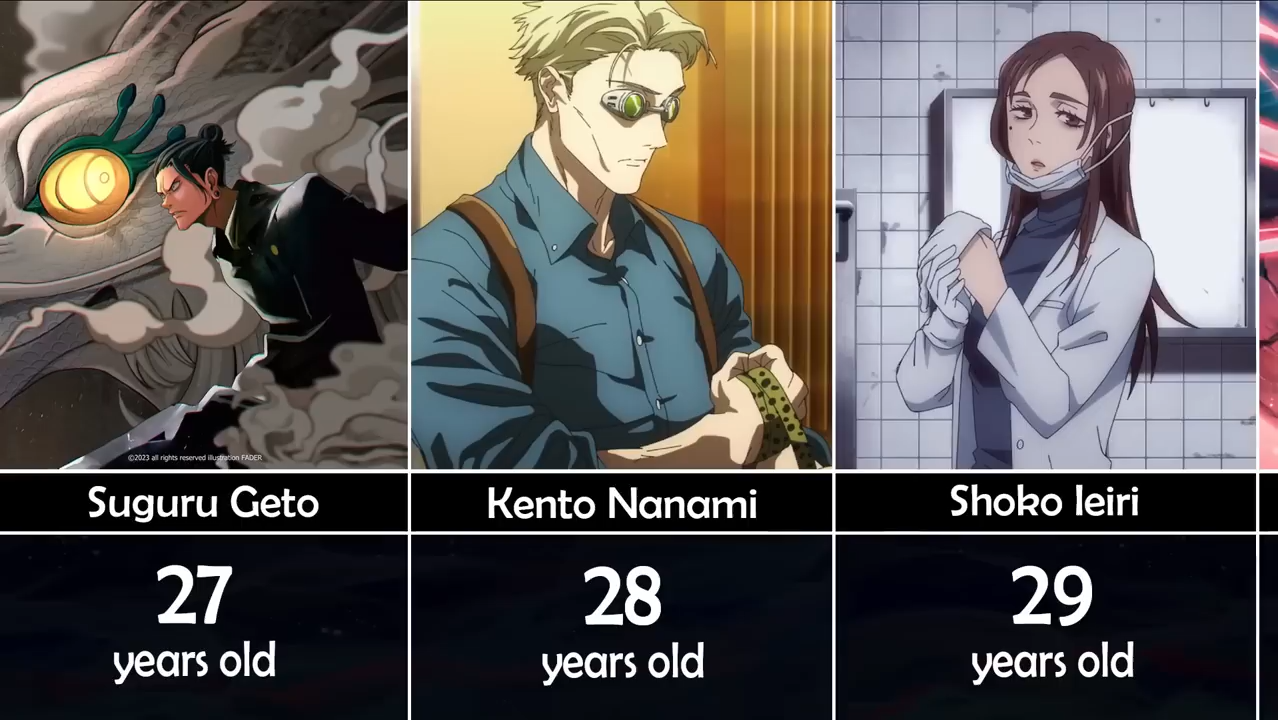 ©2023 all rights reserved illustration FADER
Suguru Geto
Kento Nanami
Shoko Ieiri
27
years old
28
years old
29
years old